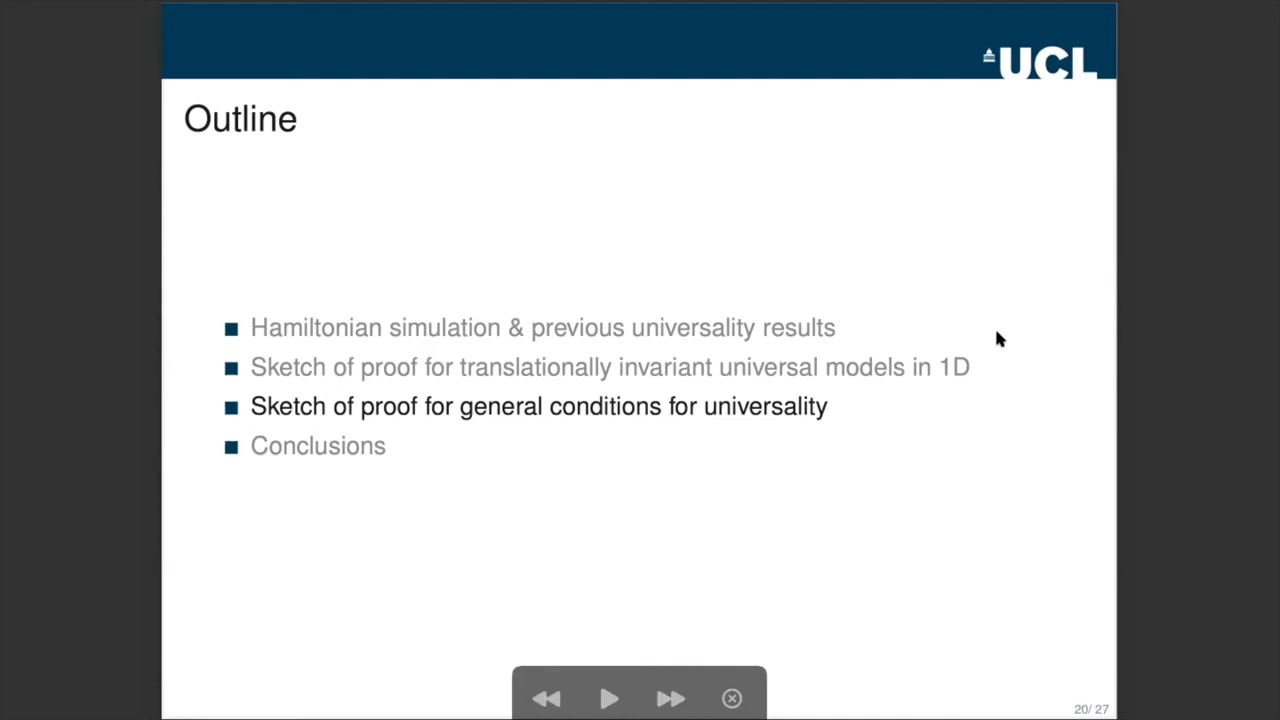 UCL
Outline
Hamiltonian simulation & previous universality results
Sketch of proof for translationally invariant universal models in 1D
Sketch of proof for general conditions for universality
Conclusions
20/ 27